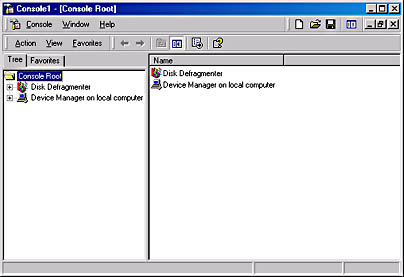 Console1 - [Console Root]
Console Window Help
Action View Favorites
Tree Favorites
Name
Console Root
Disk Defragmenter
Device Manager on local computer
Disk Defragmenter
Device Manager on local computer